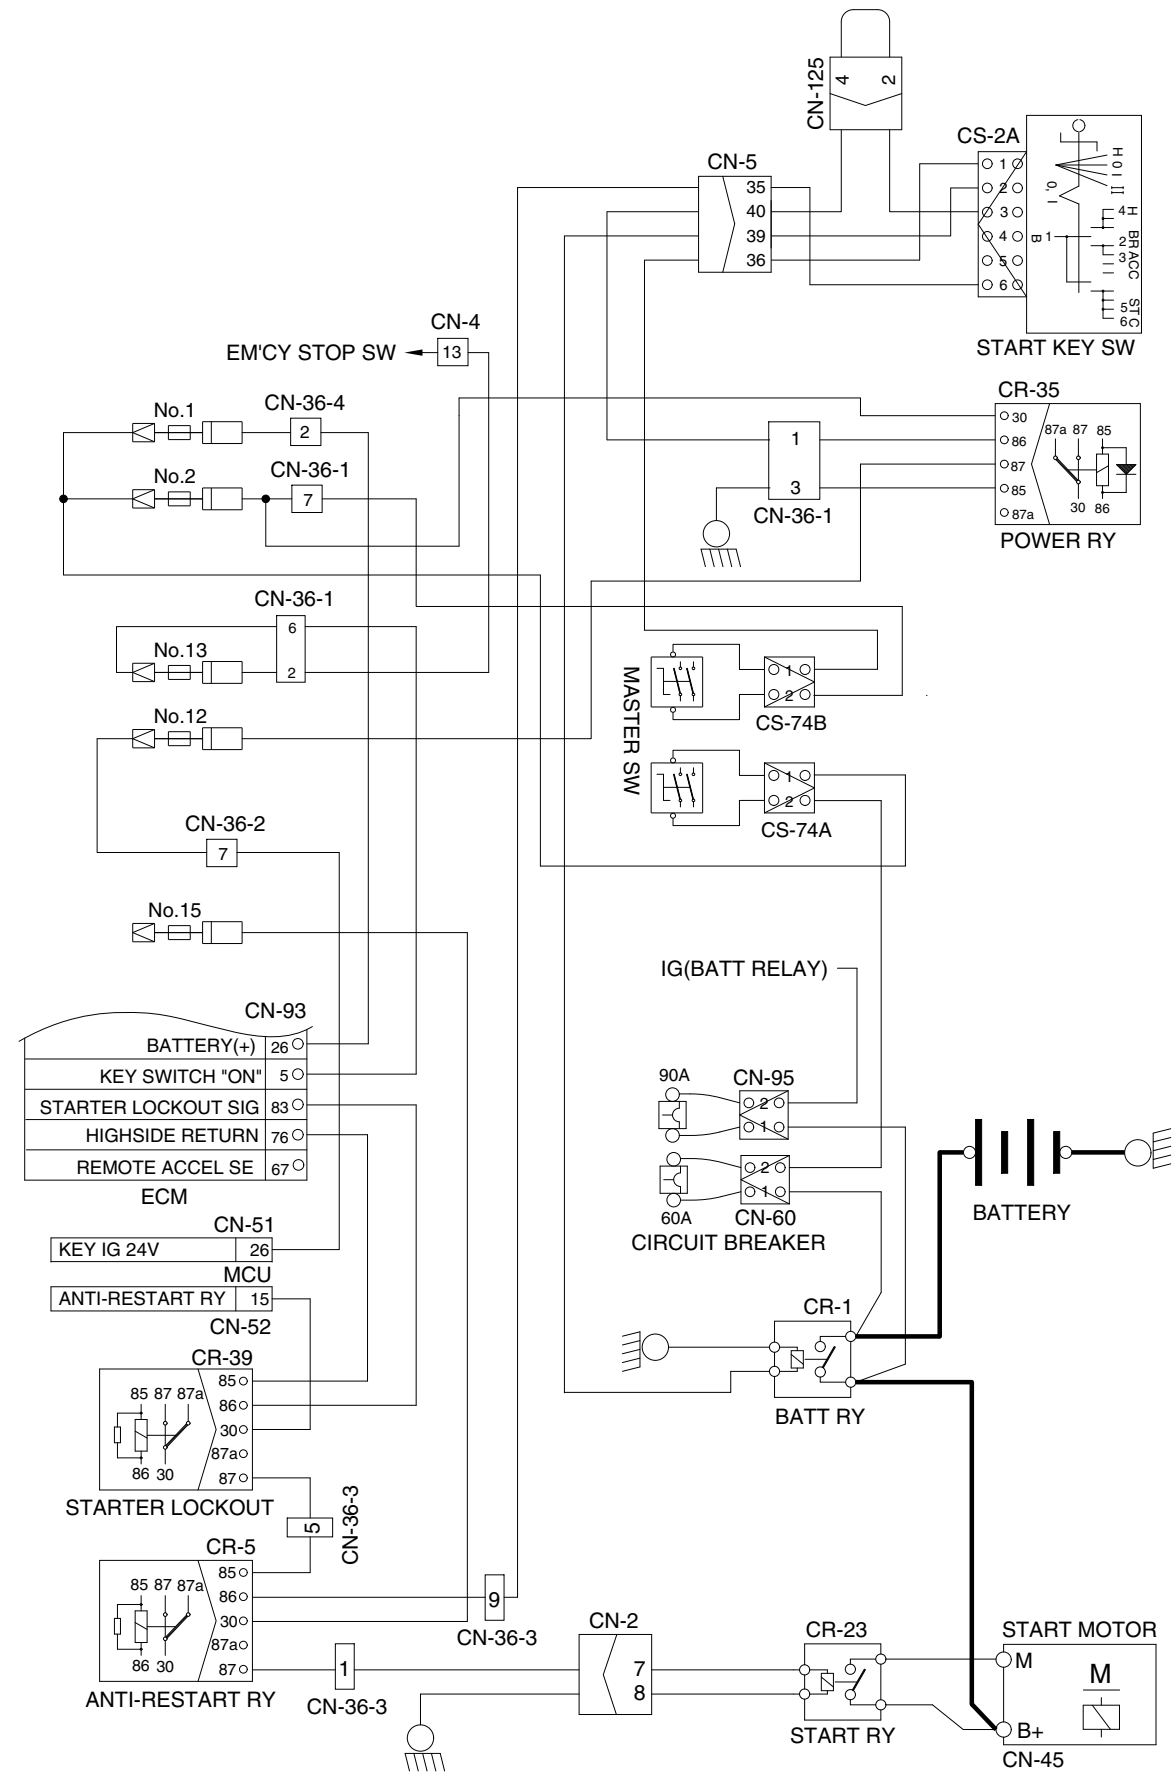 CN-125
4
2
CS-2A
1
2
3
4
5
6
H 0 I II
0, I
B 1
4 H
2 BR
3 ACC
5 ST
6 C
START KEY SW
CN-5
35
40
39
36
CN-4
EM'CY STOP SW
13
CR-35
30
86
87
85
87a
87a 87 85
30 86
POWER RY
No.1
CN-36-4
2
No.2
CN-36-1
7
1
3
CN-36-1
CN-36-1
6
2
No.13
No.12
MASTER SW
1
2
CS-74B
1
2
CS-74A
CN-36-2
7
No.15
IG(BATT RELAY)
CN-93
BATTERY(+) 26
KEY SWITCH "ON" 5
STARTER LOCKOUT SIG 83
HIGHSIDE RETURN 76
REMOTE ACCEL SE 67
ECM
90A
CN-95
2
1
2
1
60A
CN-60
CIRCUIT BREAKER
BATTERY
CN-51
KEY IG 24V 26
MCU
ANTI-RESTART RY 15
CN-52
CR-1
BATT RY
CR-39
85
86
30
87a
87
85 87 87a
86 30
STARTER LOCKOUT
5
CN-36-3
CR-5
85
86
30
87a
87
85 87 87a
86 30
ANTI-RESTART RY
9
CN-36-3
1
CN-36-3
CN-2
7
8
CR-23
START RY
START MOTOR
M
M
B+
CN-45